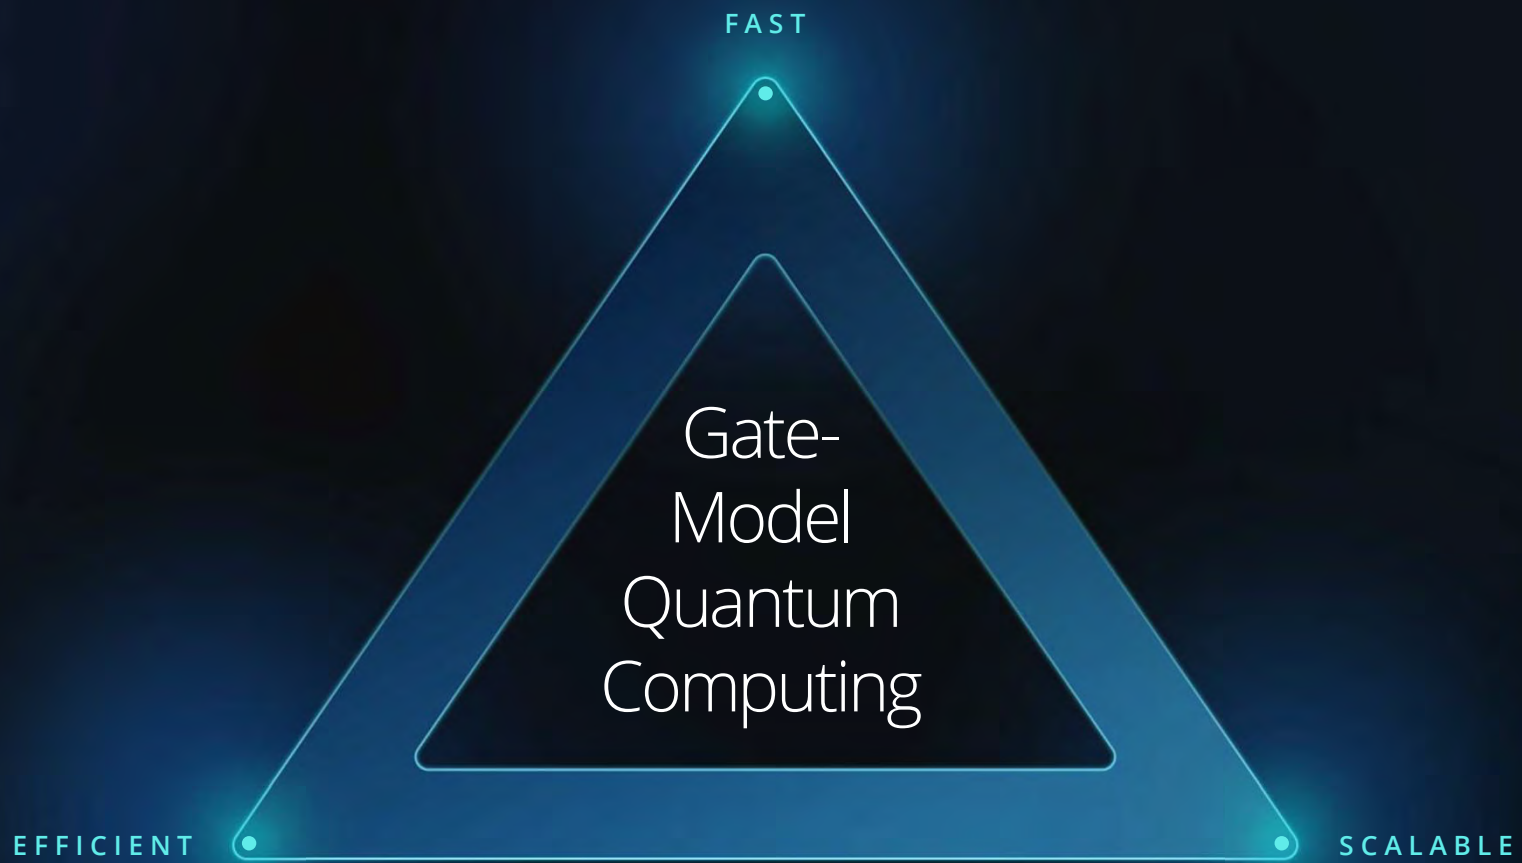 FAST
Gate-
Model
Quantum
Computing
EFFICIENT
SCALABLE